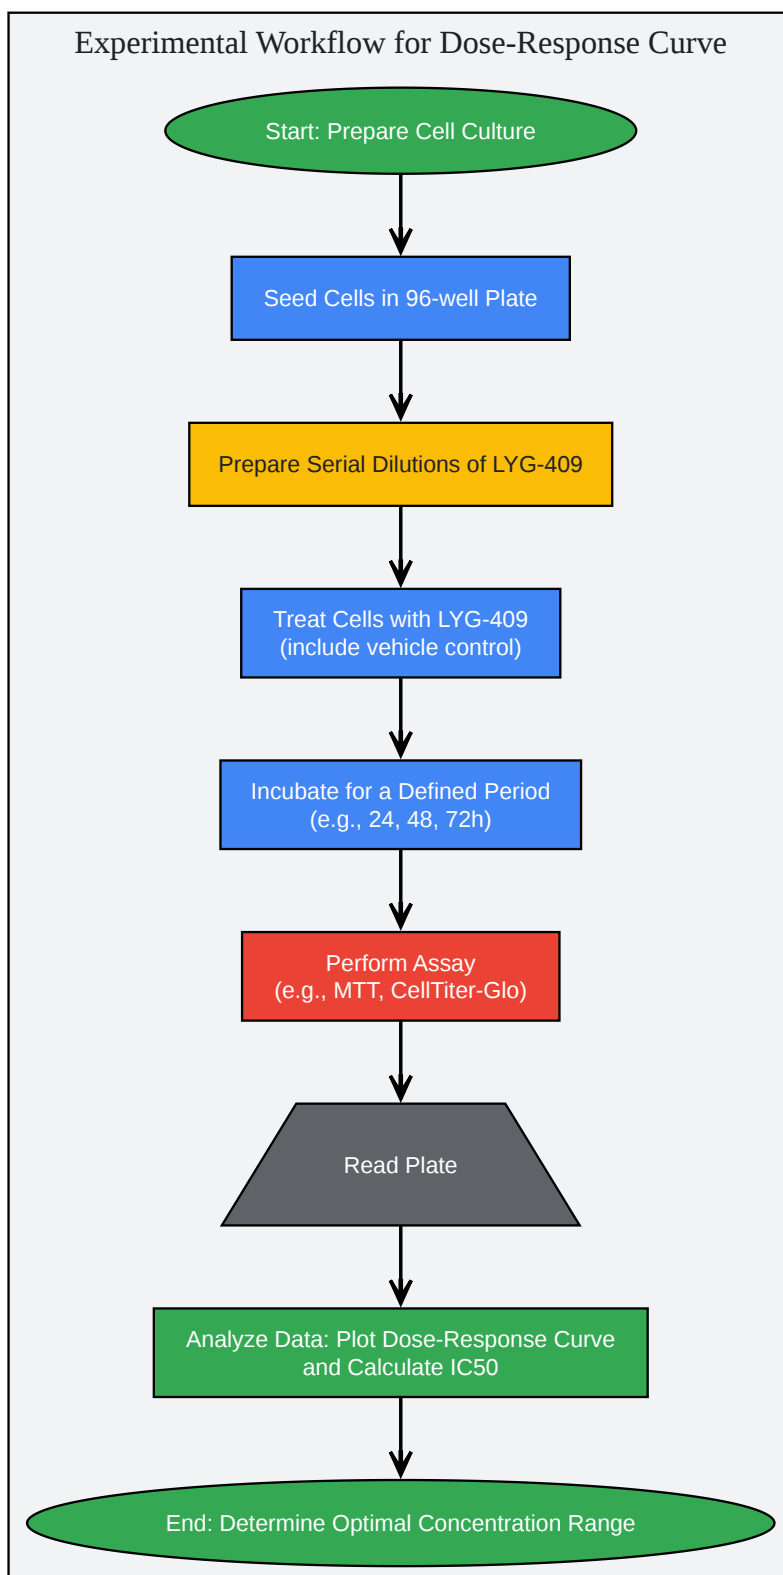 Experimental Workflow for Dose-Response Curve
Start: Prepare Cell Culture
Seed Cells in 96-well Plate
Prepare Serial Dilutions of LYG-409
Treat Cells with LYG-409
(include vehicle control)
Incubate for a Defined Period
(e.g., 24, 48, 72h)
Perform Assay
(e.g., MTT, CellTiter-Glo)
Read Plate
Analyze Data: Plot Dose-Response Curve
and Calculate IC50
End: Determine Optimal Concentration Range